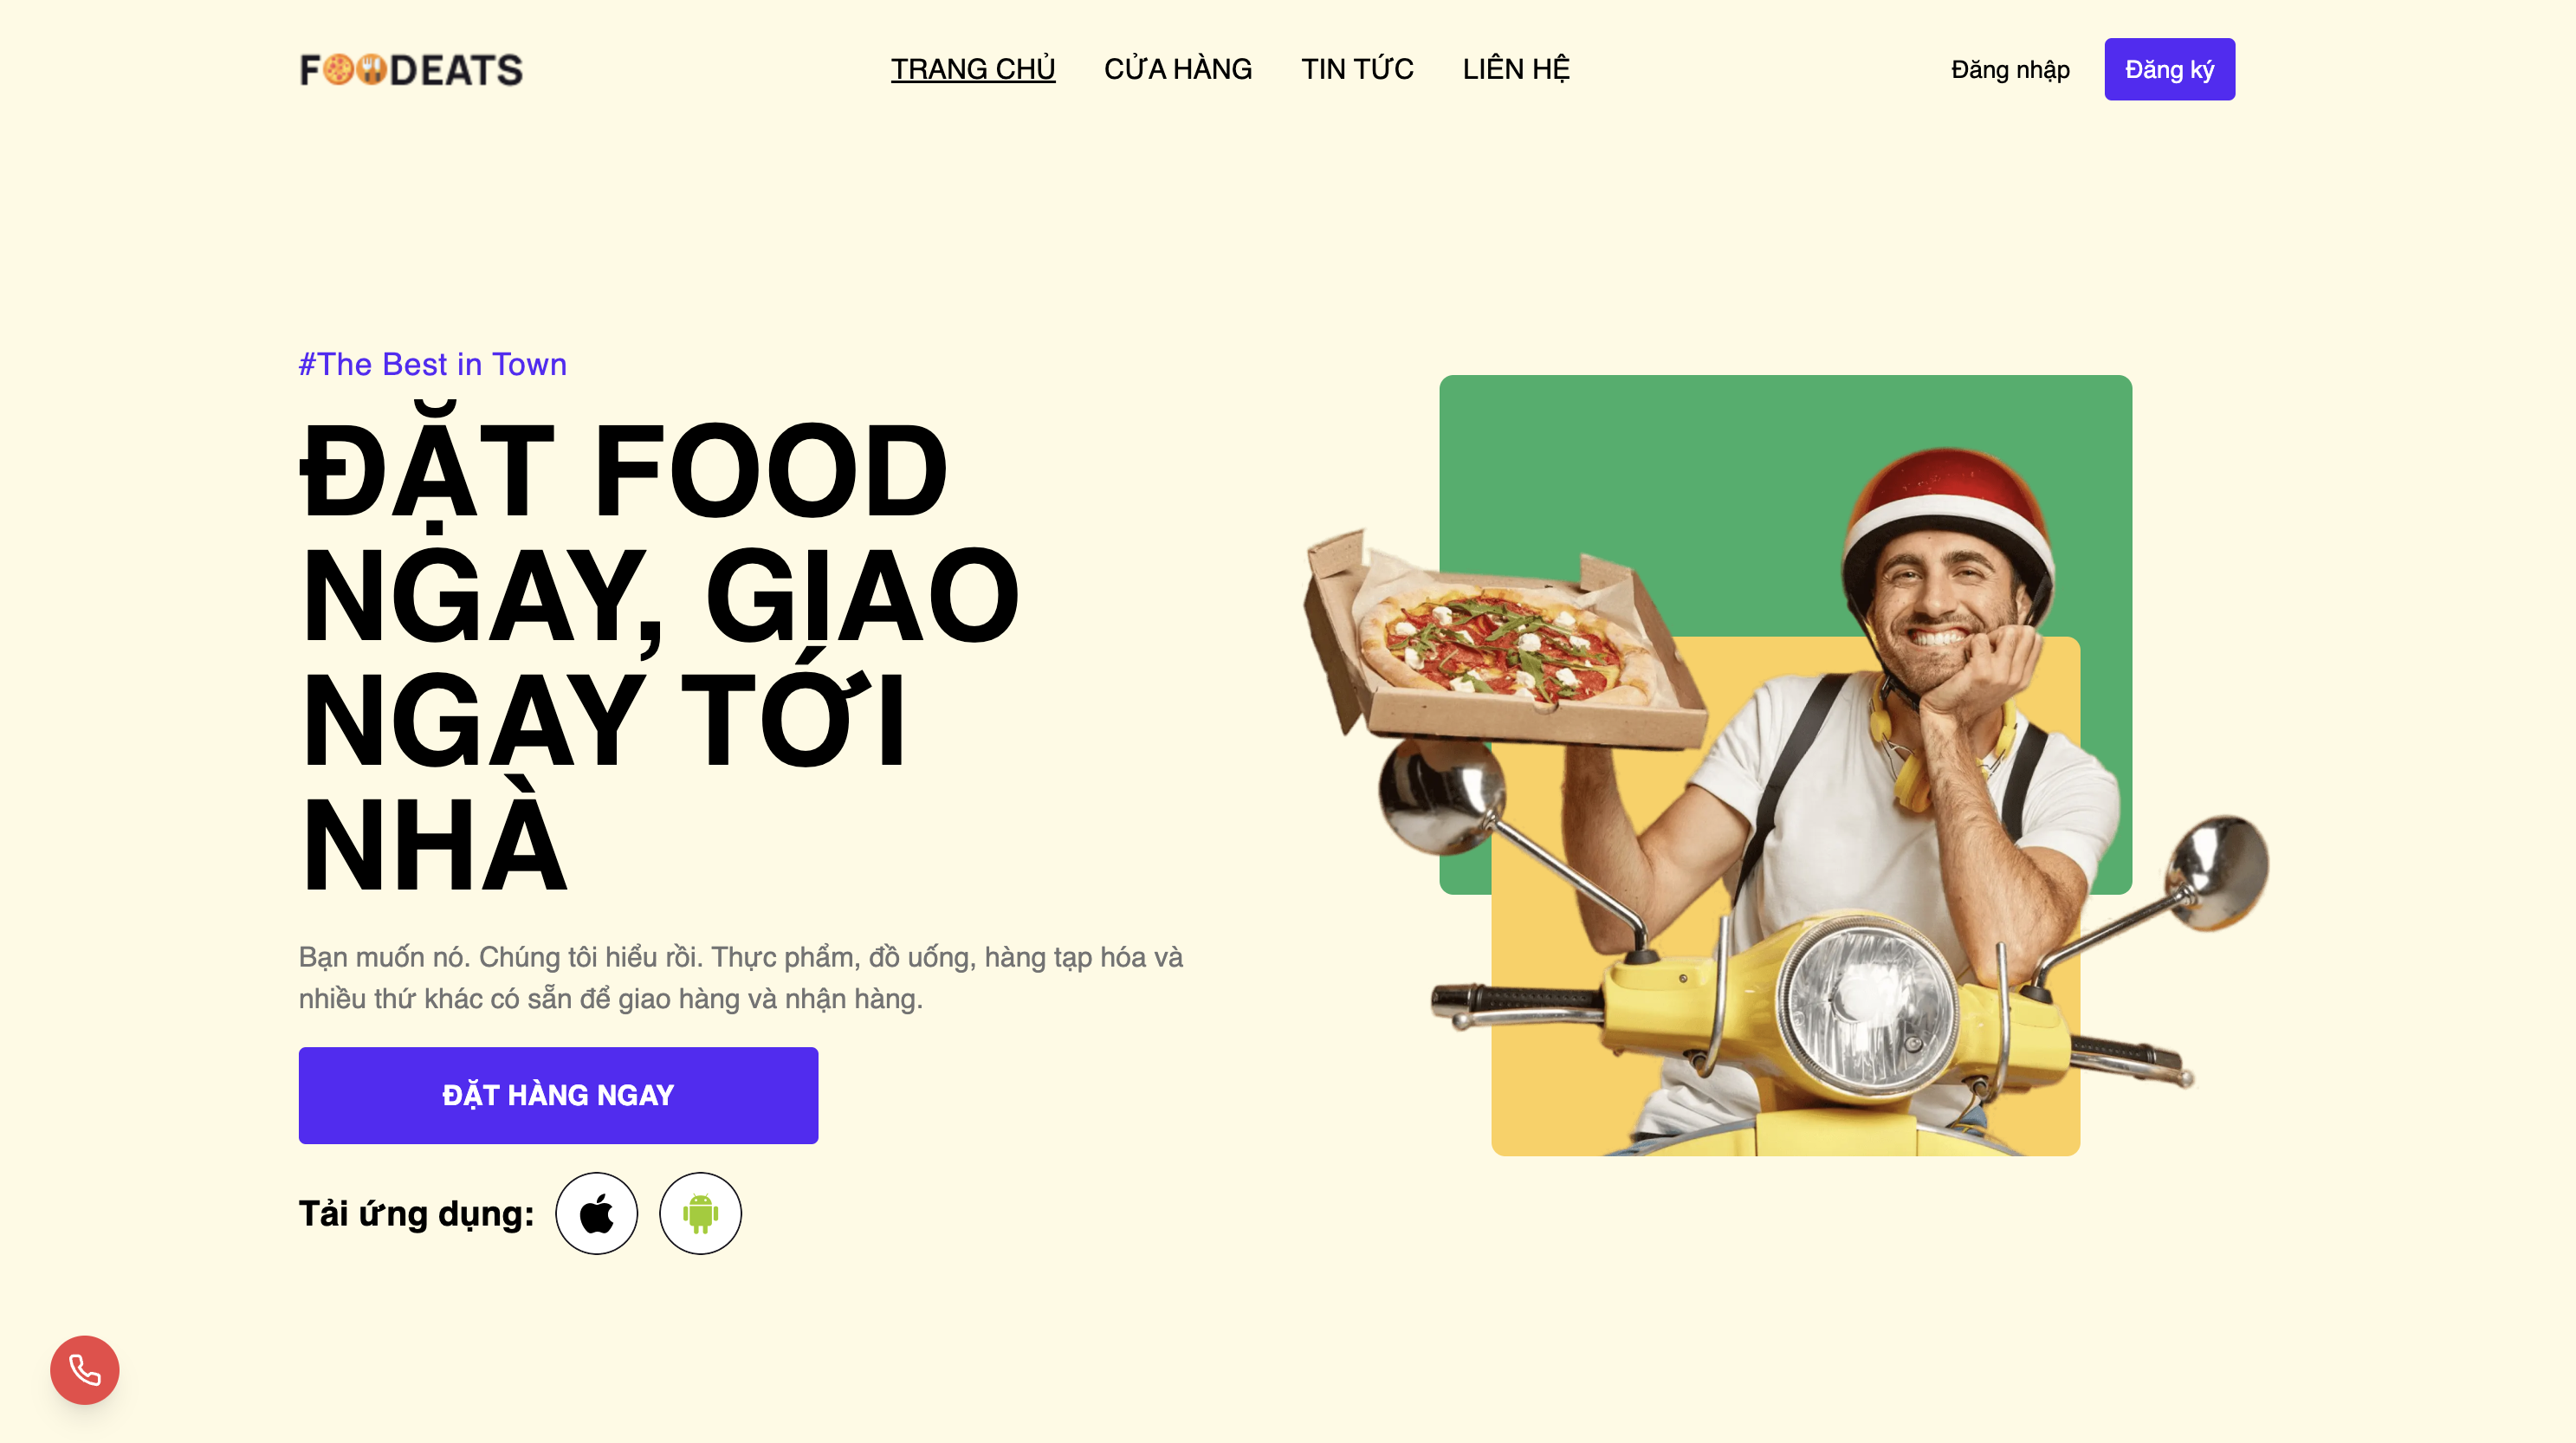 FOODEATS
TRANG CHỦ CỬA HÀNG TIN TỨC LIÊN HỆ
Đăng nhập Đăng ký
#The Best in Town
ĐẶT FOOD
NGAY, GIAO
NGAY TỚI
NHÀ
Bạn muốn nó. Chúng tôi hiểu rồi. Thực phẩm, đồ uống, hàng tạp hóa và
nhiều thứ khác có sẵn để giao hàng và nhận hàng.
ĐẶT HÀNG NGAY
Tải ứng dụng: